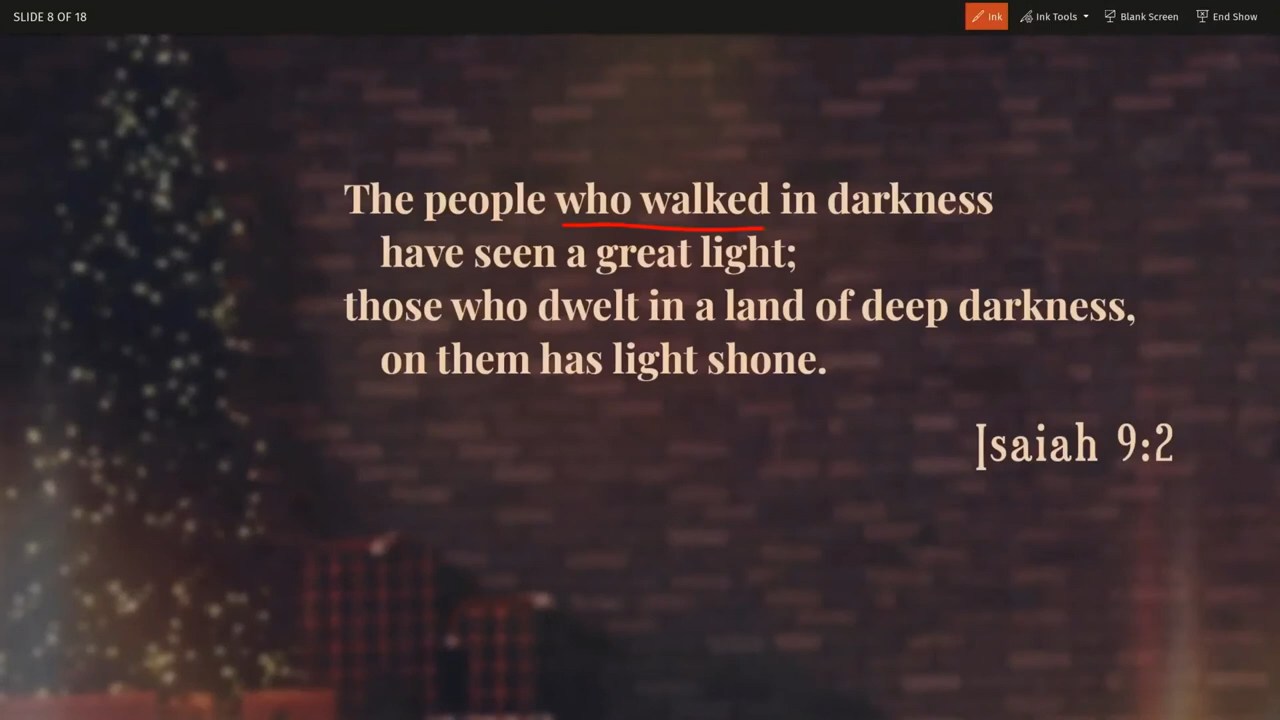 SLIDE 8 OF 18
Ink
Ink Tools
Blank Screen
End Show
The people who walked in darkness
have seen a great light;
those who dwelt in a land of deep darkness,
on them has light shone.
Isaiah 9:2